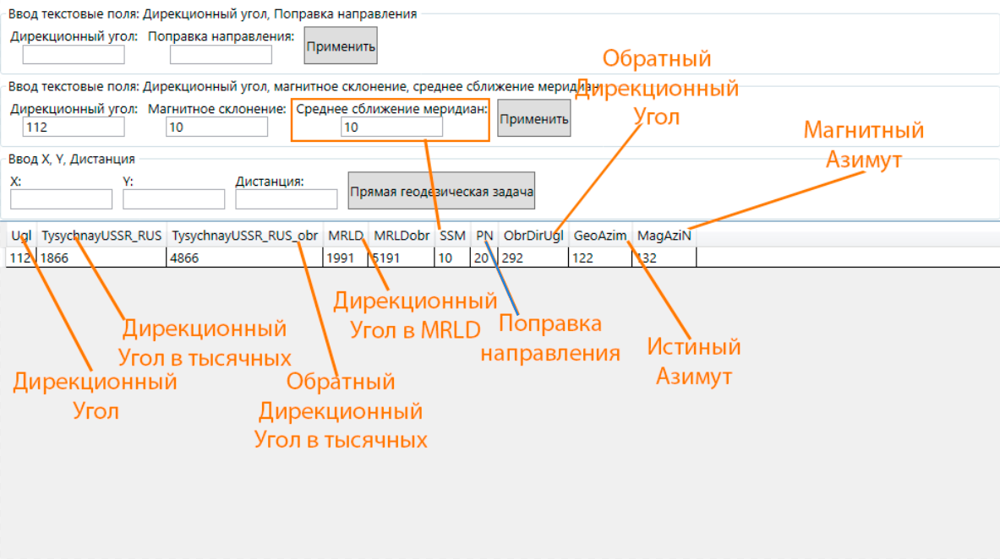 Ввод текстовые поля: Дирекционный угол, Поправка направления
Дирекционный угол: Поправка направления:
Применить
Ввод текстовые поля: Дирекционный угол, магнитное склонение, среднее сближение меридиан
Дирекционный угол: Магнитное склонение: Среднее сближение меридиан:
112 10 10 Применить
Обратный
Дирекционный
Угол
Магнитный
Азимут
Ввод X, Y, Дистанция
X: Y: Дистанция:
Прямая геодезическая задача
Ugl TysychnayUSSR_RUS TysychnayUSSR_RUS_obr MRLD MRLDobr SSM PN ObrDirUgl GeoAzim MagAziN
112 1866 4866 1991 5191 10 20 292 122 132
Дирекционный
Угол в MRLD
Дирекционный
Угол в тысячных
Поправка
направления
Истиный
Азимут
Дирекционный
Угол
Обратный
Дирекционный
Угол в тысячных